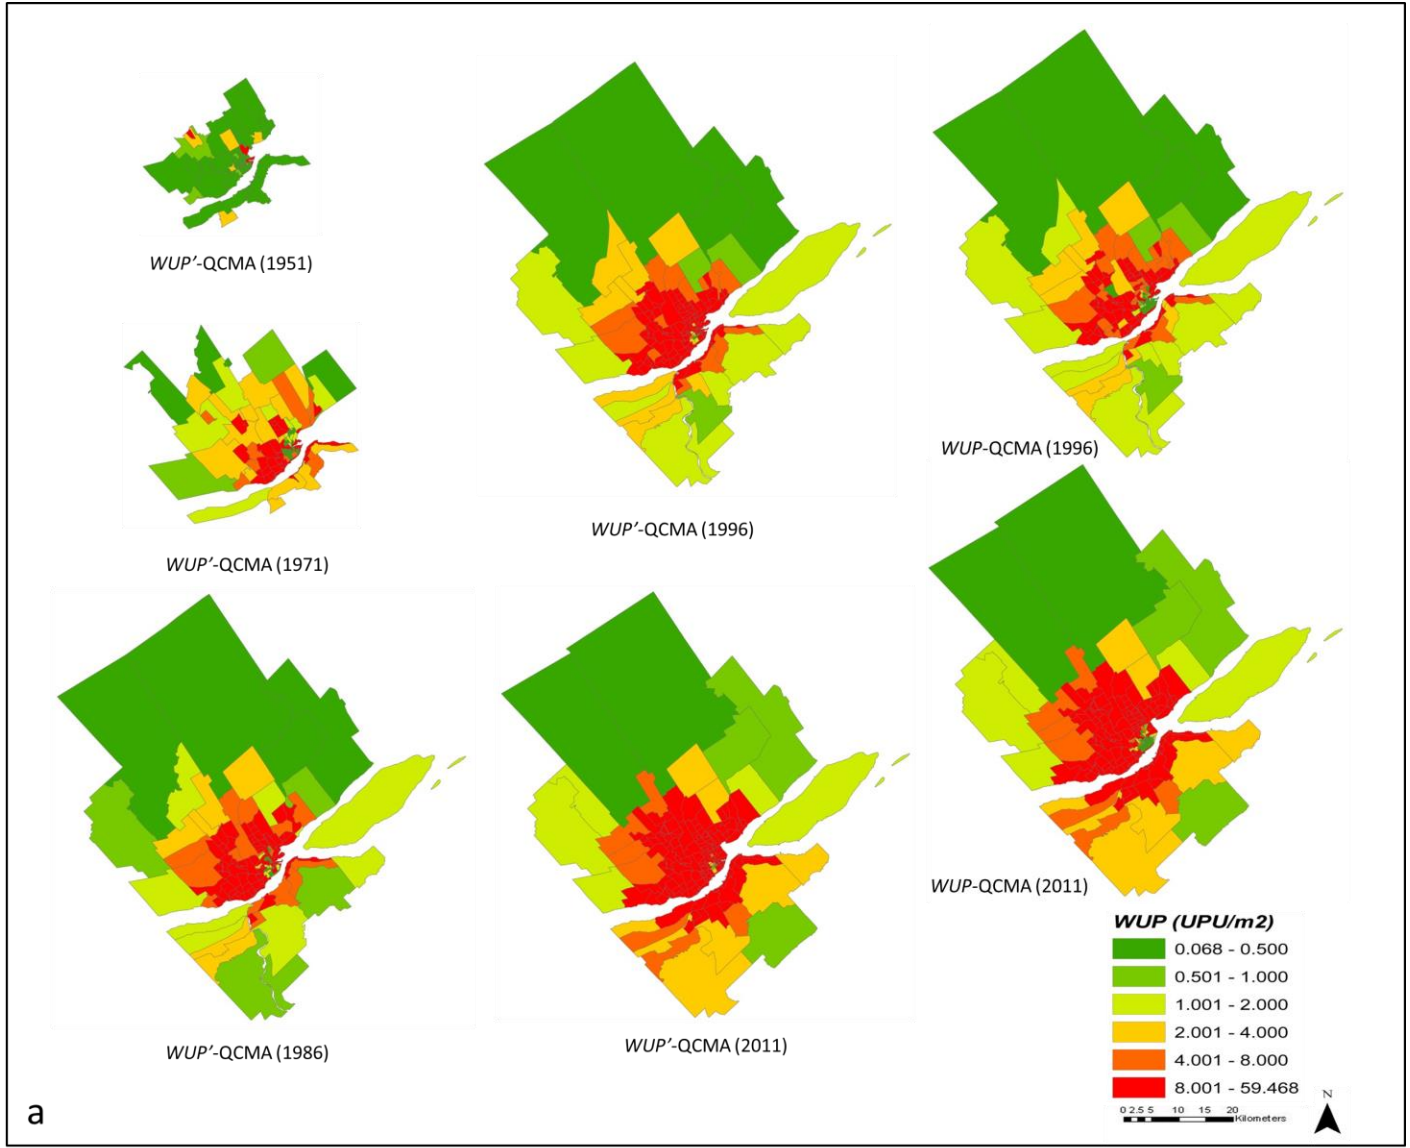 WUP'-QCMA (1951)
WUP'-QCMA (1971)
WUP'-QCMA (1996)
WUP-QCMA (1996)
WUP'-QCMA (1986)
WUP'-QCMA (2011)
WUP-QCMA (2011)
WUP (UPU/m2)
0.068 - 0.500
0.501 - 1.000
1.001 - 2.000
2.001 - 4.000
4.001 - 8.000
8.001 - 59.468
0 2.5 5 10 15 20
Kilometers
N
a